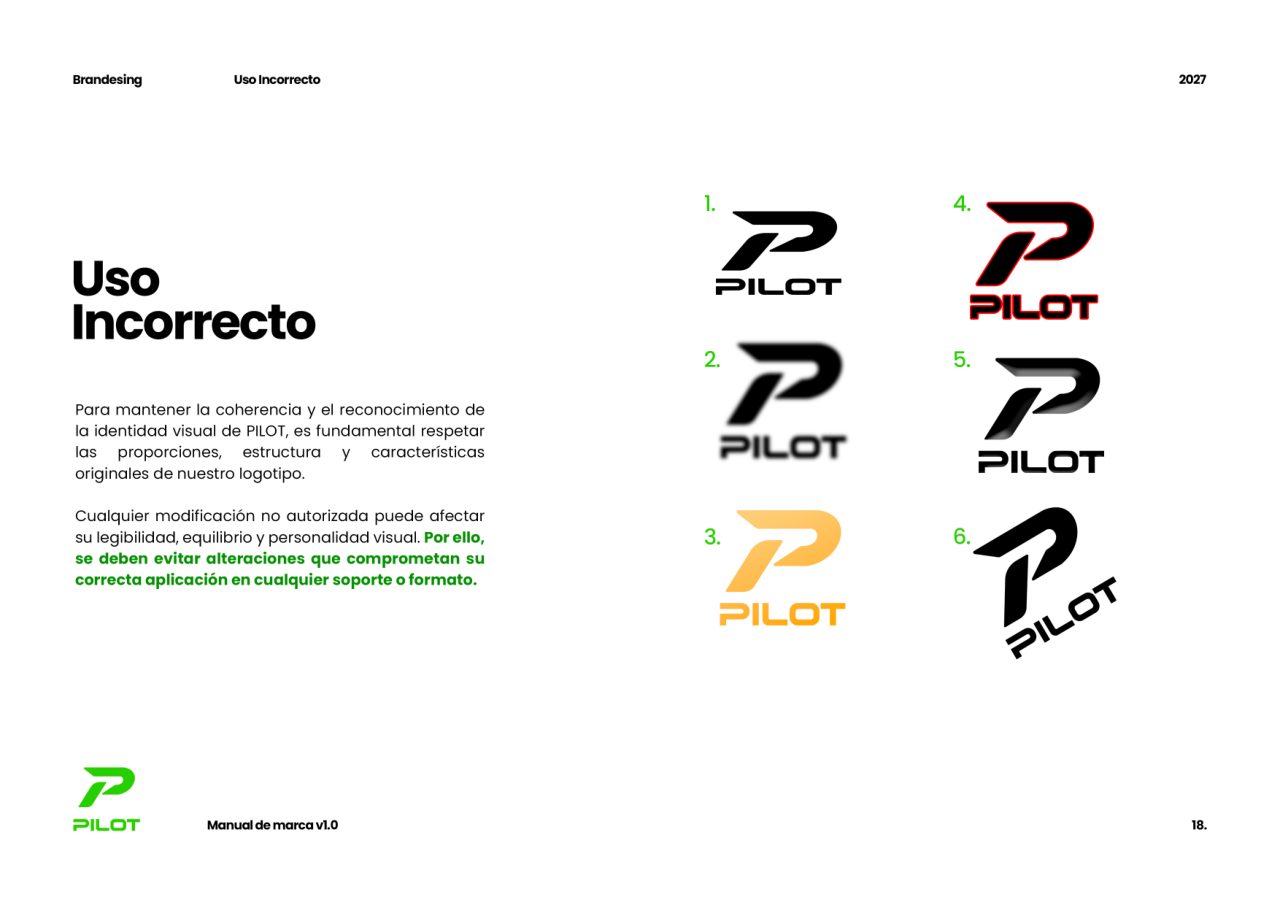 Brandesing
Uso Incorrecto
2027
Uso
Incorrecto
Para mantener la coherencia y el reconocimiento de
la identidad visual de PILOT, es fundamental respetar
las proporciones, estructura y características
originales de nuestro logotipo.
Cualquier modificación no autorizada puede afectar
su legibilidad, equilibrio y personalidad visual. Por ello,
se deben evitar alteraciones que comprometan su
correcta aplicación en cualquier soporte o formato.
1.
PILOT
2.
PILOT
3.
PILOT
4.
PILOT
5.
PILOT
6.
PILOT
PILOT
Manual de marca v1.0
18.